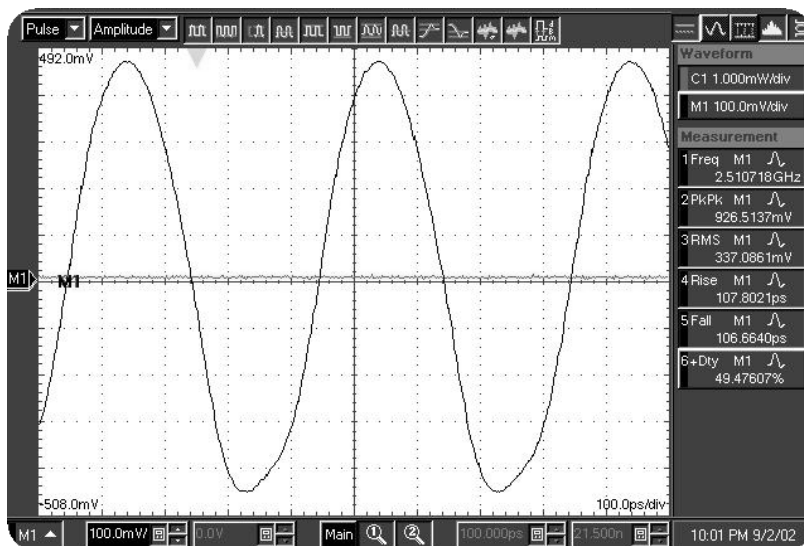 Pulse Amplitude
492.0mV
Waveform
C1 1.000mW/div
M1 100.0mV/div
Measurement
1 Freq M1
2.510718GHz
2 PkPk M1
926.5137mV
3 RMS M1
337.0861mV
4 Rise M1
107.8021ps
5 Fall M1
106.6640ps
6 +Dty M1
49.47607%
M1
M1
-508.0mV
100.0ps/div
M1 100.0mV/ 0.0V Main 1 2 100.000ps 21.500n 10:01 PM 9/2/02